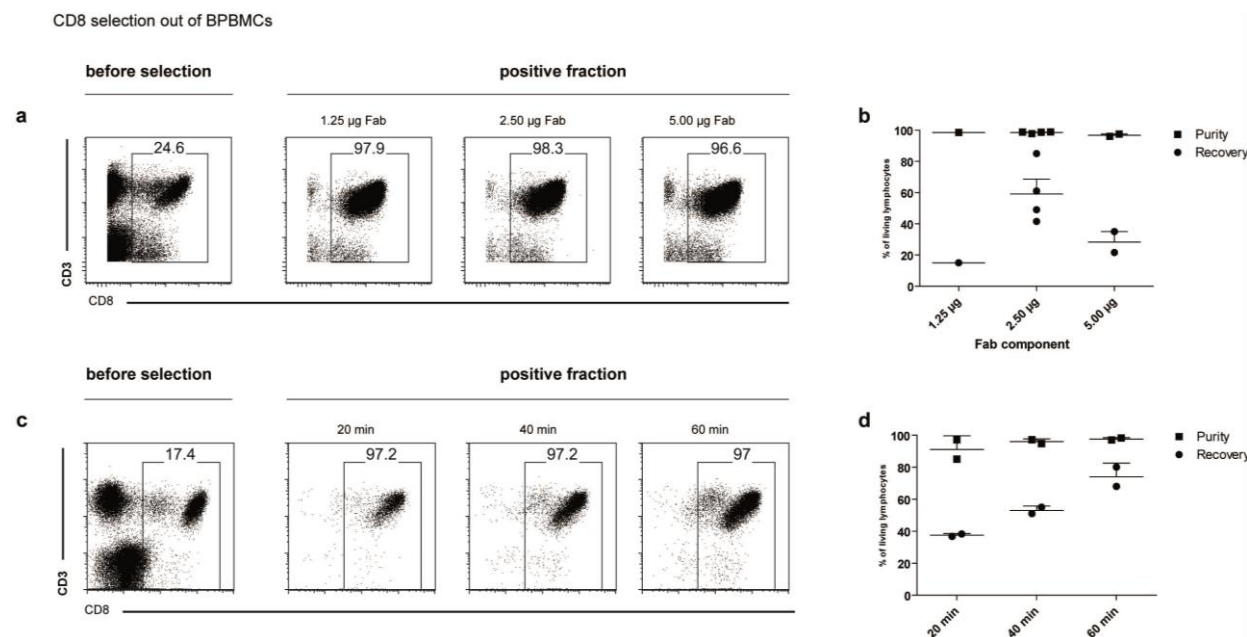 CD8 selection out of BPBMCs
before selection
positive fraction
a
1.25 µg Fab
2.50 µg Fab
5.00 µg Fab
24.6
97.9
98.3
96.6
CD3
CD8
b
100
80
60
40
20
0
% of living lymphocytes
Purity
Recovery
1.25 µg
2.50 µg
5.00 µg
Fab component
before selection
positive fraction
c
20 min
40 min
60 min
17.4
97.2
97.2
97
CD3
CD8
d
100
80
60
40
20
0
% of living lymphocytes
Purity
Recovery
20 min
40 min
60 min